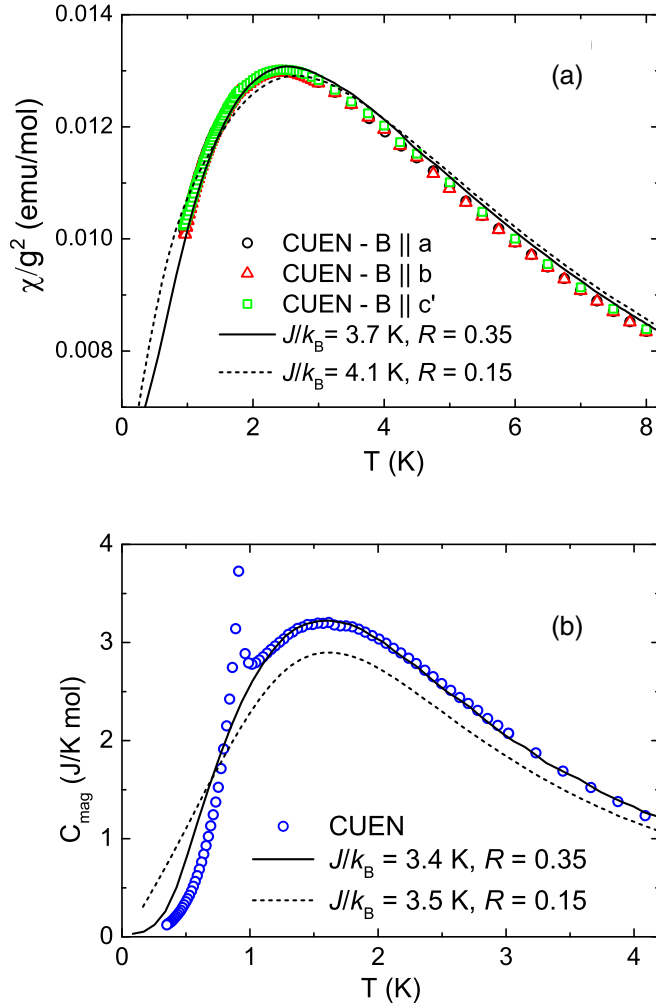 0.014
(a)
0.012
χ/g² (emu/mol)
0.010
CUEN - B || a
CUEN - B || b
CUEN - B || c'
0.008
J/kB = 3.7 K, R = 0.35
J/kB = 4.1 K, R = 0.15
0 2 4 6 8
T (K)
4
(b)
3
Cmag (J/K mol)
2
1
CUEN
J/kB = 3.4 K, R = 0.35
J/kB = 3.5 K, R = 0.15
0
0 1 2 3 4
T (K)